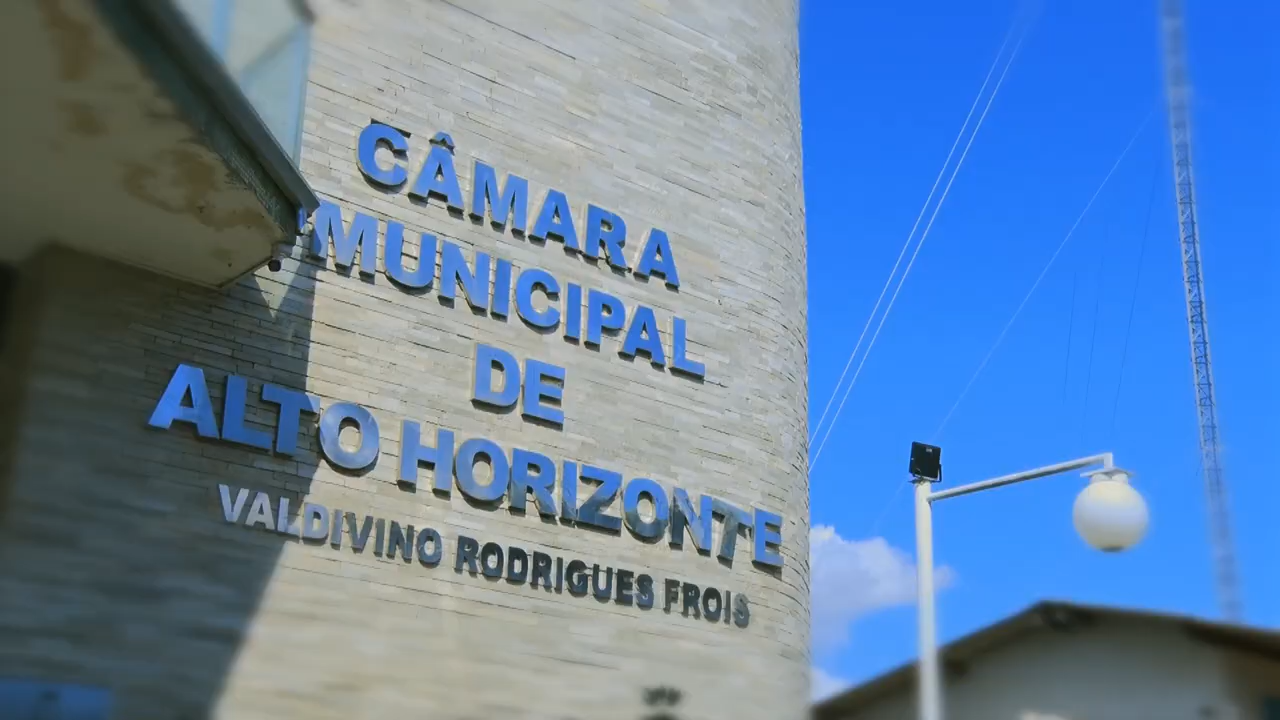 CÂMARA
MUNICIPAL
DE
ALTO HORIZONTE
VALDIVINO RODRIGUES FROIS